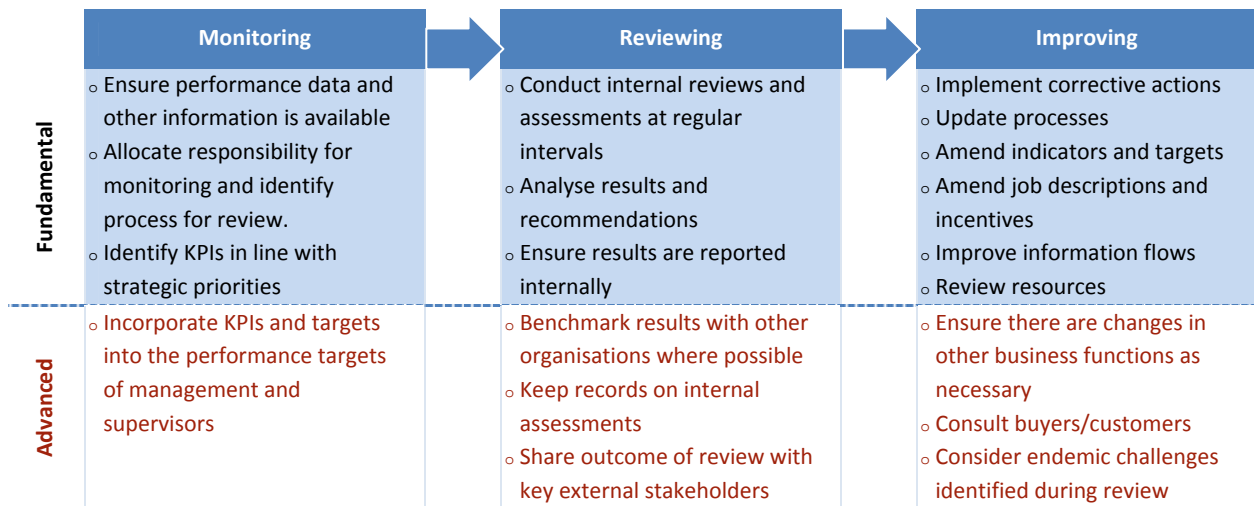 Monitoring
Reviewing
Improving
Fundamental
○ Ensure performance data and
other information is available
○ Allocate responsibility for
monitoring and identify
process for review.
○ Identify KPIs in line with
strategic priorities
○ Conduct internal reviews and
assessments at regular
intervals
○ Analyse results and
recommendations
○ Ensure results are reported
internally
○ Implement corrective actions
○ Update processes
○ Amend indicators and targets
○ Amend job descriptions and
incentives
○ Improve information flows
○ Review resources
Advanced
○ Incorporate KPIs and targets
into the performance targets
of management and
supervisors
○ Benchmark results with other
organisations where possible
○ Keep records on internal
assessments
○ Share outcome of review with
key external stakeholders
○ Ensure there are changes in
other business functions as
necessary
○ Consult buyers/customers
○ Consider endemic challenges
identified during review